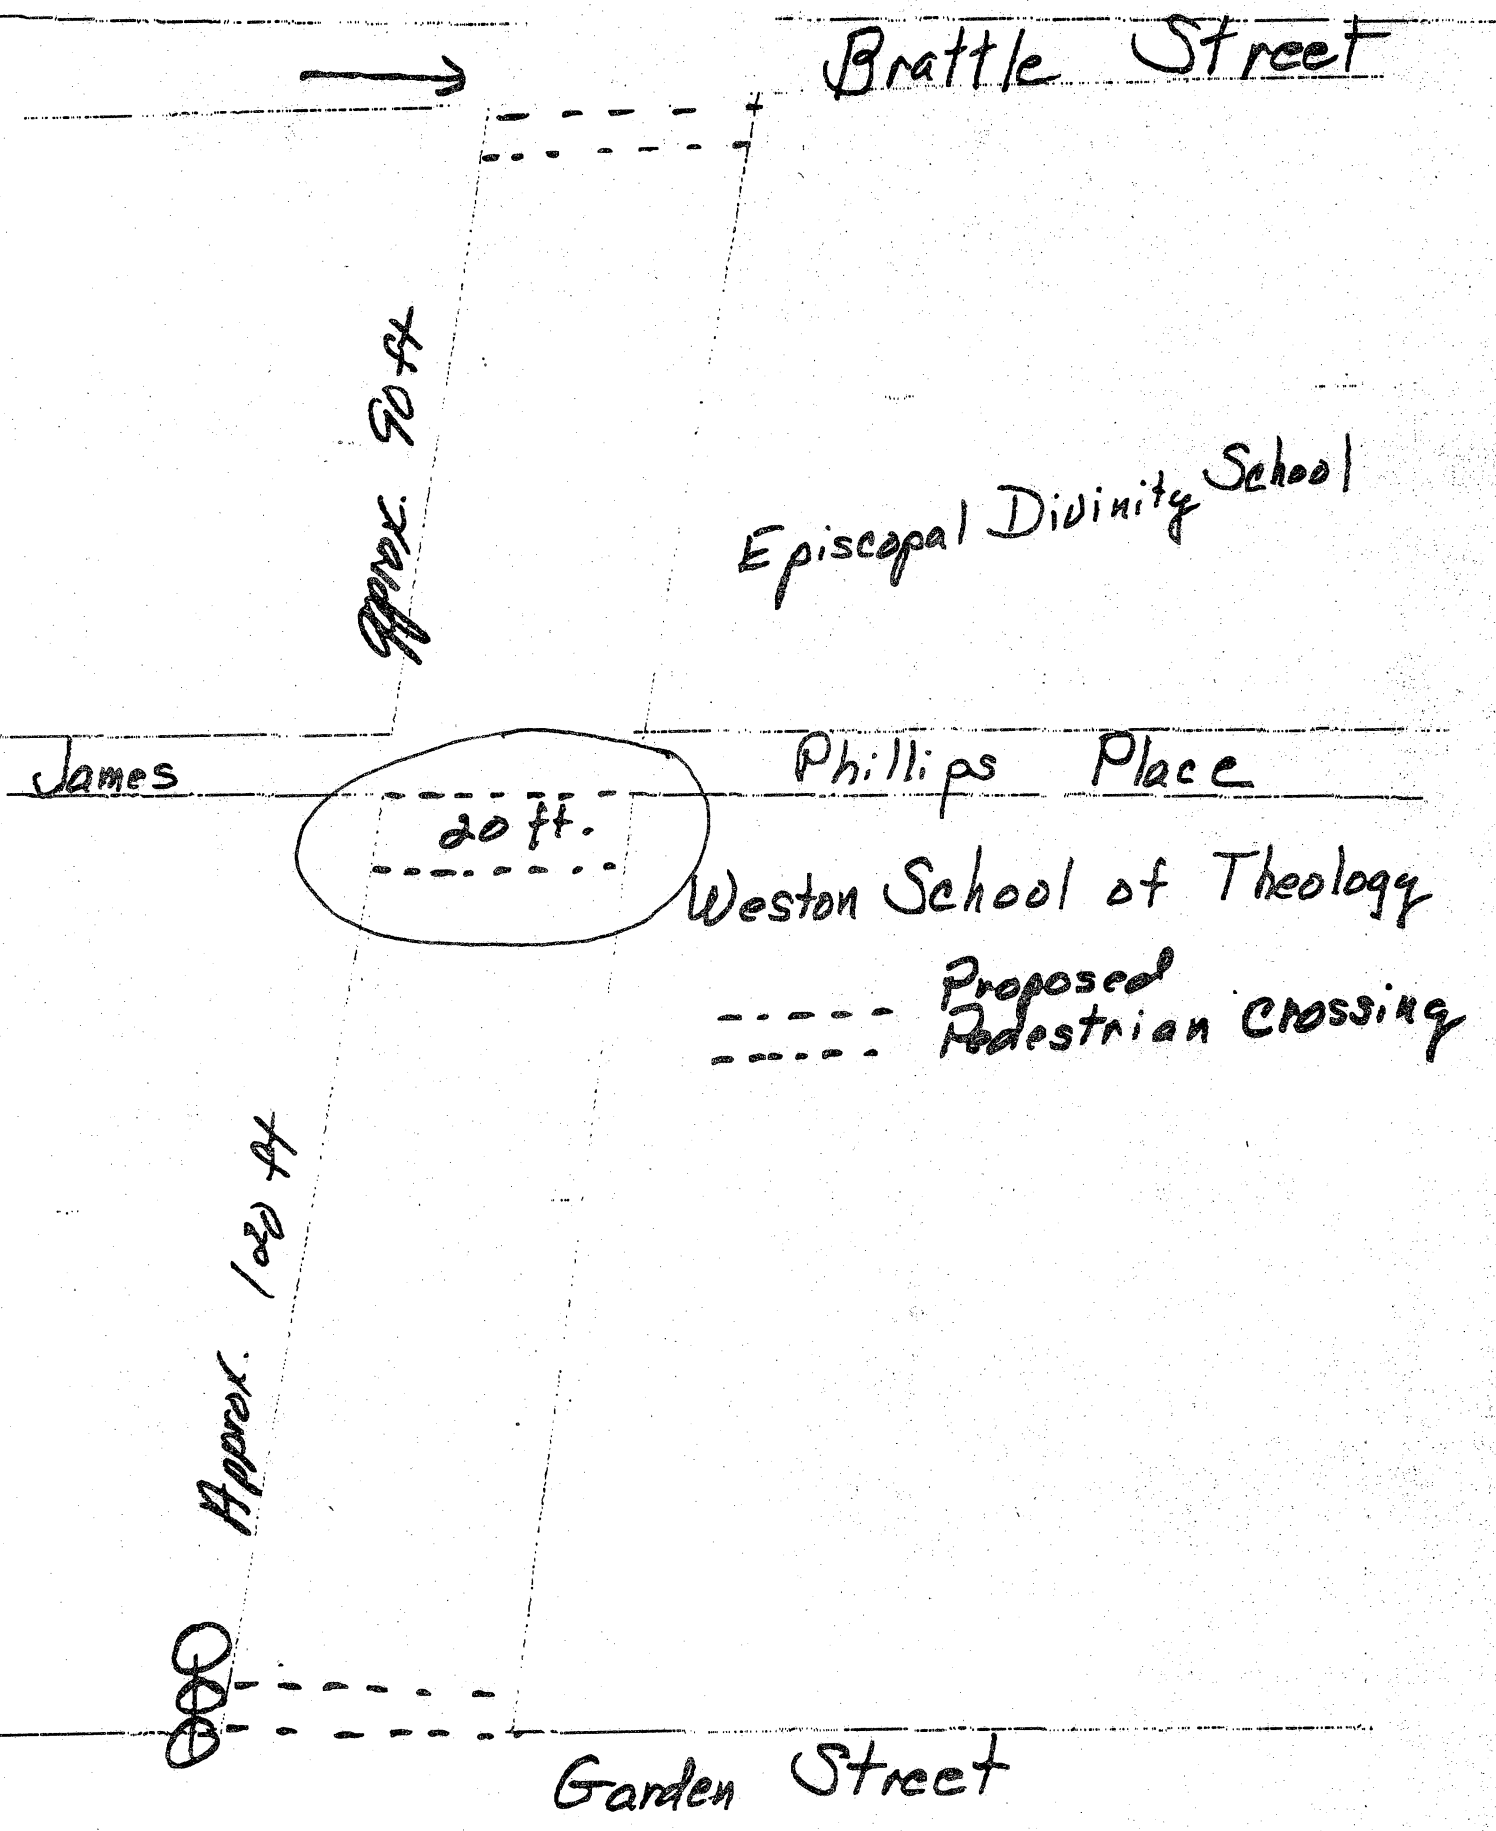 Brattle Street
Approx. 90 ft
Episcopal Divinity School
James
Phillips Place
20 ft.
Weston School of Theology
Proposed
Pedestrian Crossing
Approx. 120 ft
Garden Street